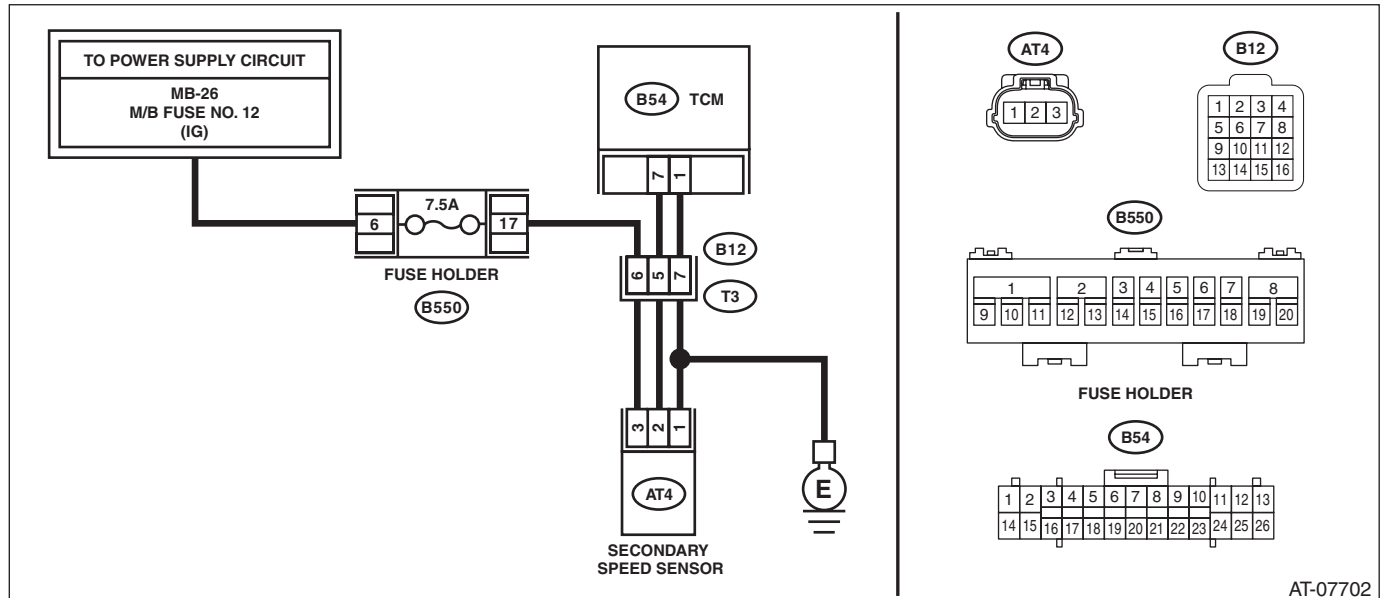 TO POWER SUPPLY CIRCUIT
MB-26
M/B FUSE NO. 12
(IG)
B54 TCM
7 1
7.5A
6 17
FUSE HOLDER
B550
B12
6 5 7
T3
3 2 1
AT4
SECONDARY
SPEED SENSOR
E
AT4
1 2 3
B12
1 2 3 4
5 6 7 8
9 10 11 12
13 14 15 16
B550
1 2 3 4 5 6 7 8
9 10 11 12 13 14 15 16 17 18 19 20
FUSE HOLDER
B54
1 2 3 4 5 6 7 8 9 10 11 12 13
14 15 16 17 18 19 20 21 22 23 24 25 26
AT-07702